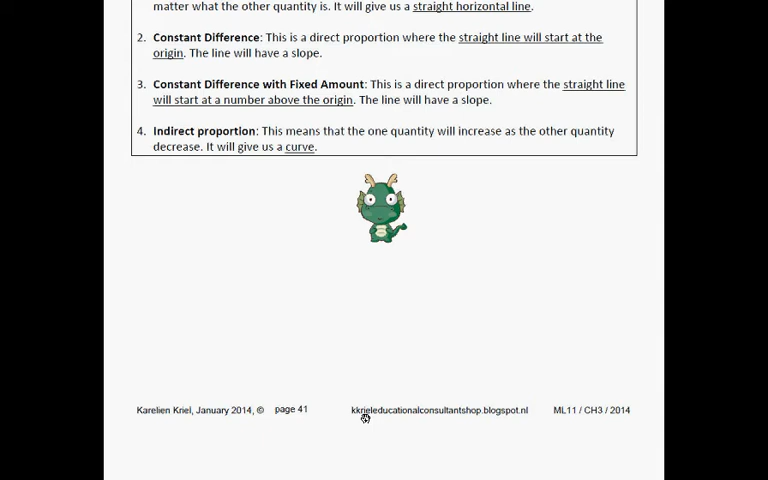 matter what the other quantity is. It will give us a straight horizontal line.
2. Constant Difference: This is a direct proportion where the straight line will start at the
origin. The line will have a slope.
3. Constant Difference with Fixed Amount: This is a direct proportion where the straight line
will start at a number above the origin. The line will have a slope.
4. Indirect proportion: This means that the one quantity will increase as the other quantity
decrease. It will give us a curve.
Karelien Kriel, January 2014, © page 41 kkrieleducationalconsultantshop.blogspot.nl ML11 / CH3 / 2014